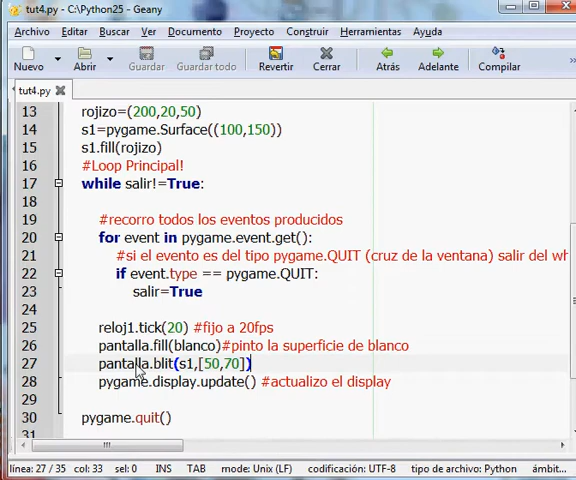 tut4.py - C:\Python25 - Geany
Archivo Editar Buscar Ver Documento Proyecto Construir Herramientas Ayuda
Nuevo Abrir Guardar Guardar todo Revertir Cerrar Atrás Adelante Compilar
tut4.py
13 rojizo=(200,20,50)
14 s1=pygame.Surface((100,150))
15 s1.fill(rojizo)
16 #Loop Principal!
17 while salir!=True:
18
19 #recorro todos los eventos producidos
20 for event in pygame.event.get():
21 #si el evento es del tipo pygame.QUIT (cruz de la ventana) salir del wh
22 if event.type == pygame.QUIT:
23 salir=True
24
25 reloj1.tick(20) #fijo a 20fps
26 pantalla.fill(blanco)#pinto la superficie de blanco
27 pantalla.blit(s1,[50,70])
28 pygame.display.update() #actualizo el display
29
30 pygame.quit()
31
línea: 27 / 35 col: 33 sel: 0 INS TAB modo: Unix (LF) codificación: UTF-8 tipo de archivo: Python